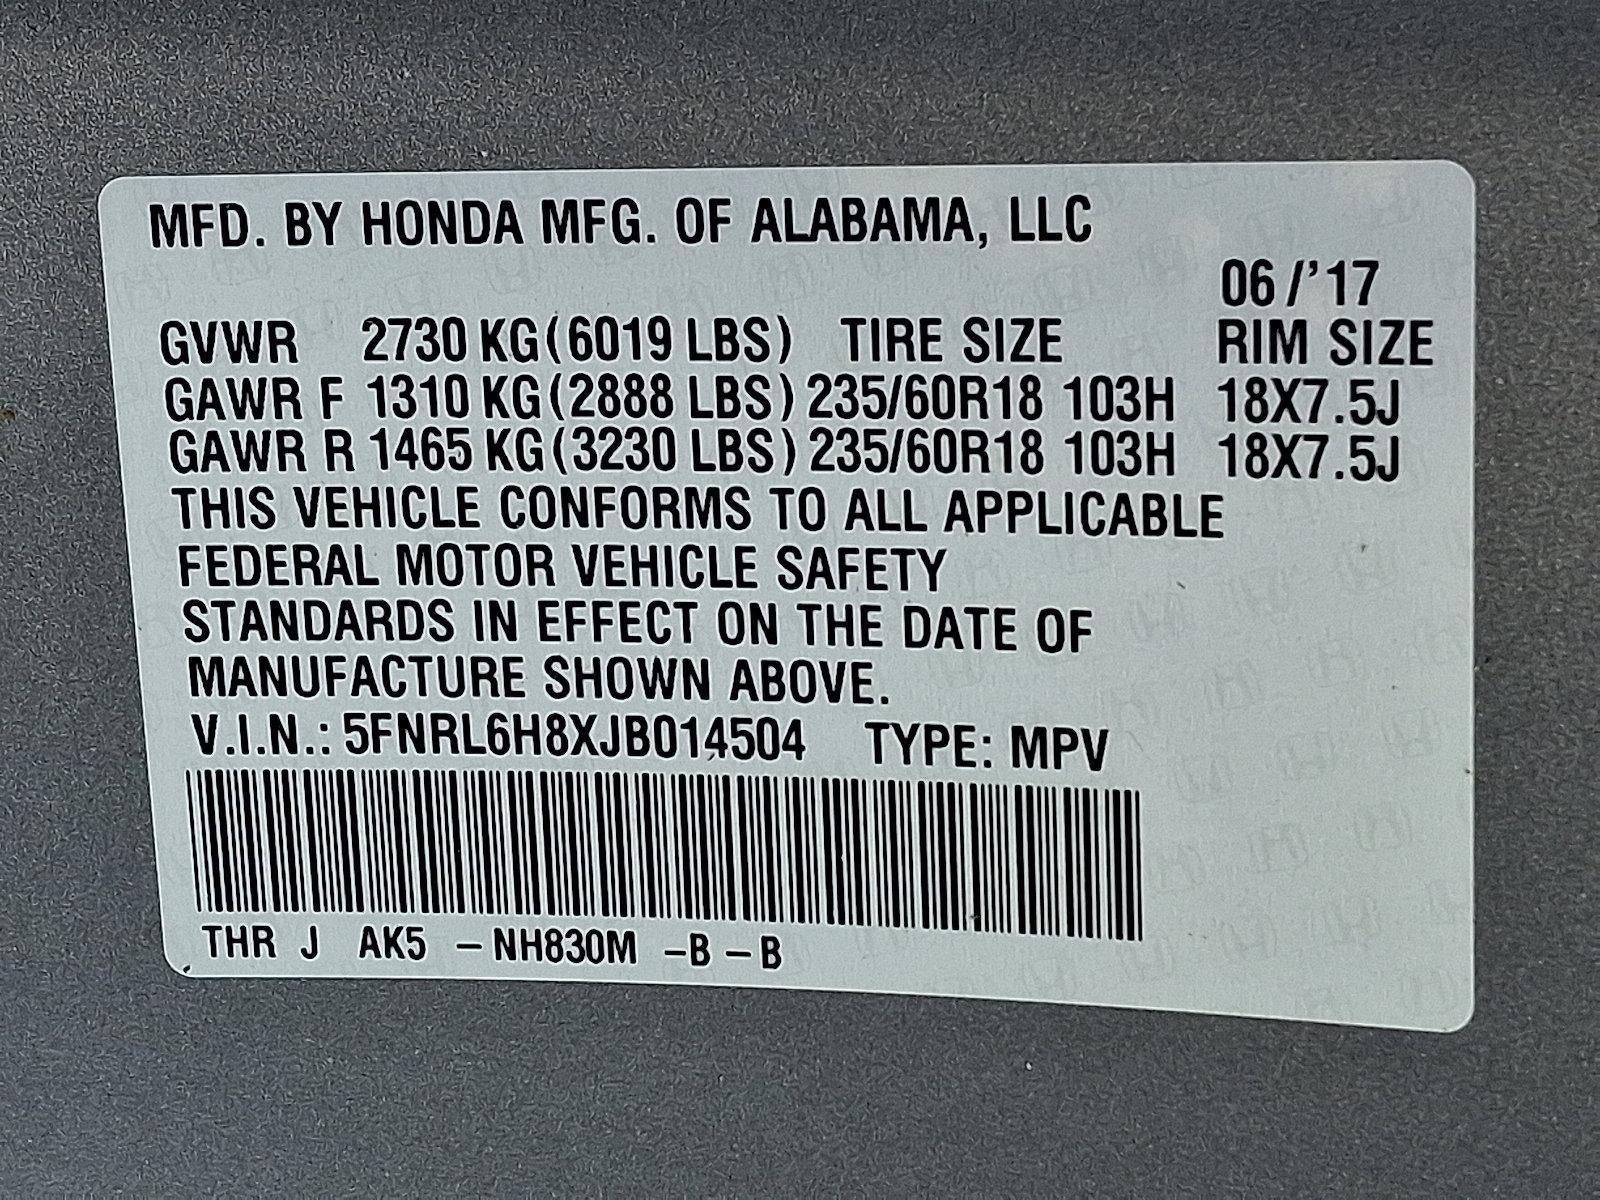 MFD. BY HONDA MFG. OF ALABAMA, LLC
06 /'17
GVWR 2730 KG (6019 LBS) TIRE SIZE RIM SIZE
GAWR F 1310 KG (2888 LBS) 235/60R18 103H 18X7.5J
GAWR R 1465 KG (3230 LBS) 235/60R18 103H 18X7.5J
THIS VEHICLE CONFORMS TO ALL APPLICABLE
FEDERAL MOTOR VEHICLE SAFETY
STANDARDS IN EFFECT ON THE DATE OF
MANUFACTURE SHOWN ABOVE.
V.I.N.: 5FNRL6H8XJB014504 TYPE: MPV
THR J AK5 – NH830M –B – B